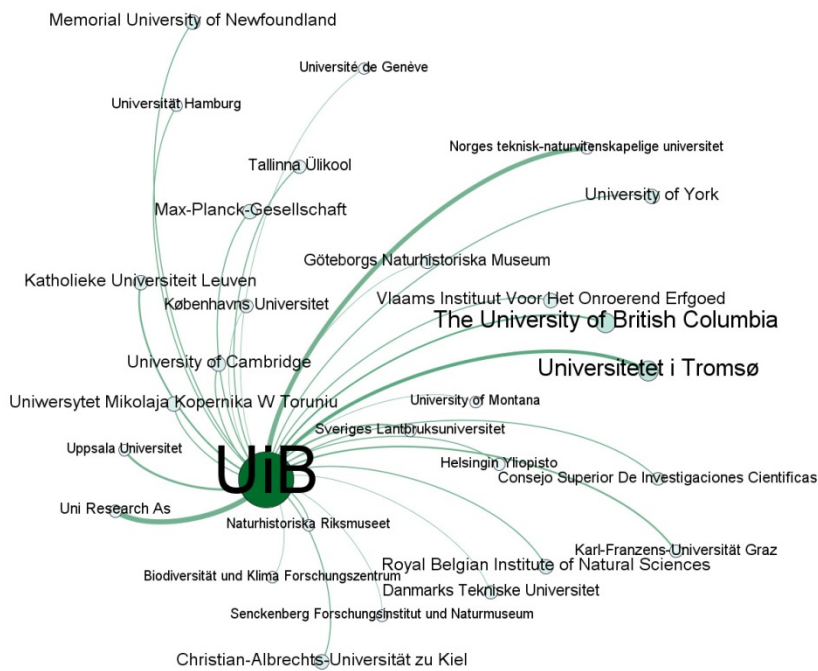 Memorial University of Newfoundland
Université de Genève
Universität Hamburg
Norges teknisk-naturvitenskapelige universitet
Tallinna Ülikool
University of York
Max-Planck-Gesellschaft
Göteborgs Naturhistoriska Museum
Katholieke Universiteit Leuven
Københavns Universitet
Vlaams Instituut Voor Het Onroerend Erfgoed
The University of British Columbia
University of Cambridge
Universitetet i Tromsø
Uniwersytet Mikolaja Kopernika W Toruniu
University of Montana
Sveriges Lantbruksuniversitet
Uppsala Universitet
UiB
Helsingin Yliopisto
Consejo Superior De Investigaciones Cientificas
Uni Research As
Naturhistoriska Riksmuseet
Karl-Franzens-Universität Graz
Royal Belgian Institute of Natural Sciences
Biodiversität und Klima Forschungszentrum
Danmarks Tekniske Universitet
Senckenberg Forschungsinstitut und Naturmuseum
Christian-Albrechts-Universität zu Kiel